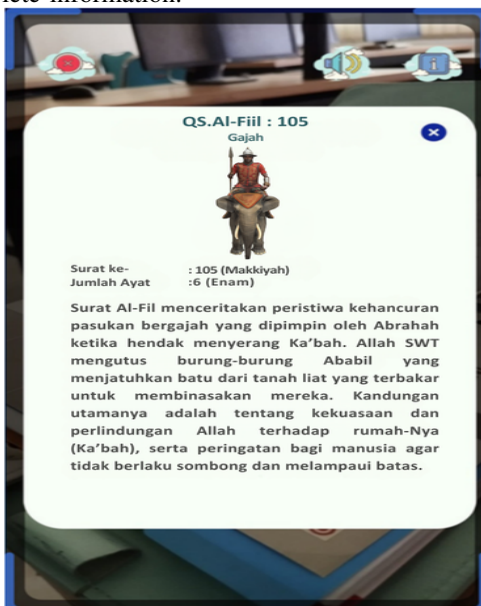 QS.Al-Fiil : 105
Gajah
Surat ke- : 105 (Makkiyah)
Jumlah Ayat :6 (Enam)
Surat Al-Fil menceritakan peristiwa kehancuran
pasukan bergajah yang dipimpin oleh Abrahah
ketika hendak menyerang Ka’bah. Allah SWT
mengutus burung-burung Ababil yang
menjatuhkan batu dari tanah liat yang terbakar
untuk membinasakan mereka. Kandungan
utamanya adalah tentang kekuasaan dan
perlindungan Allah terhadap rumah-Nya
(Ka’bah), serta peringatan bagi manusia agar
tidak berlaku sombong dan melampaui batas.